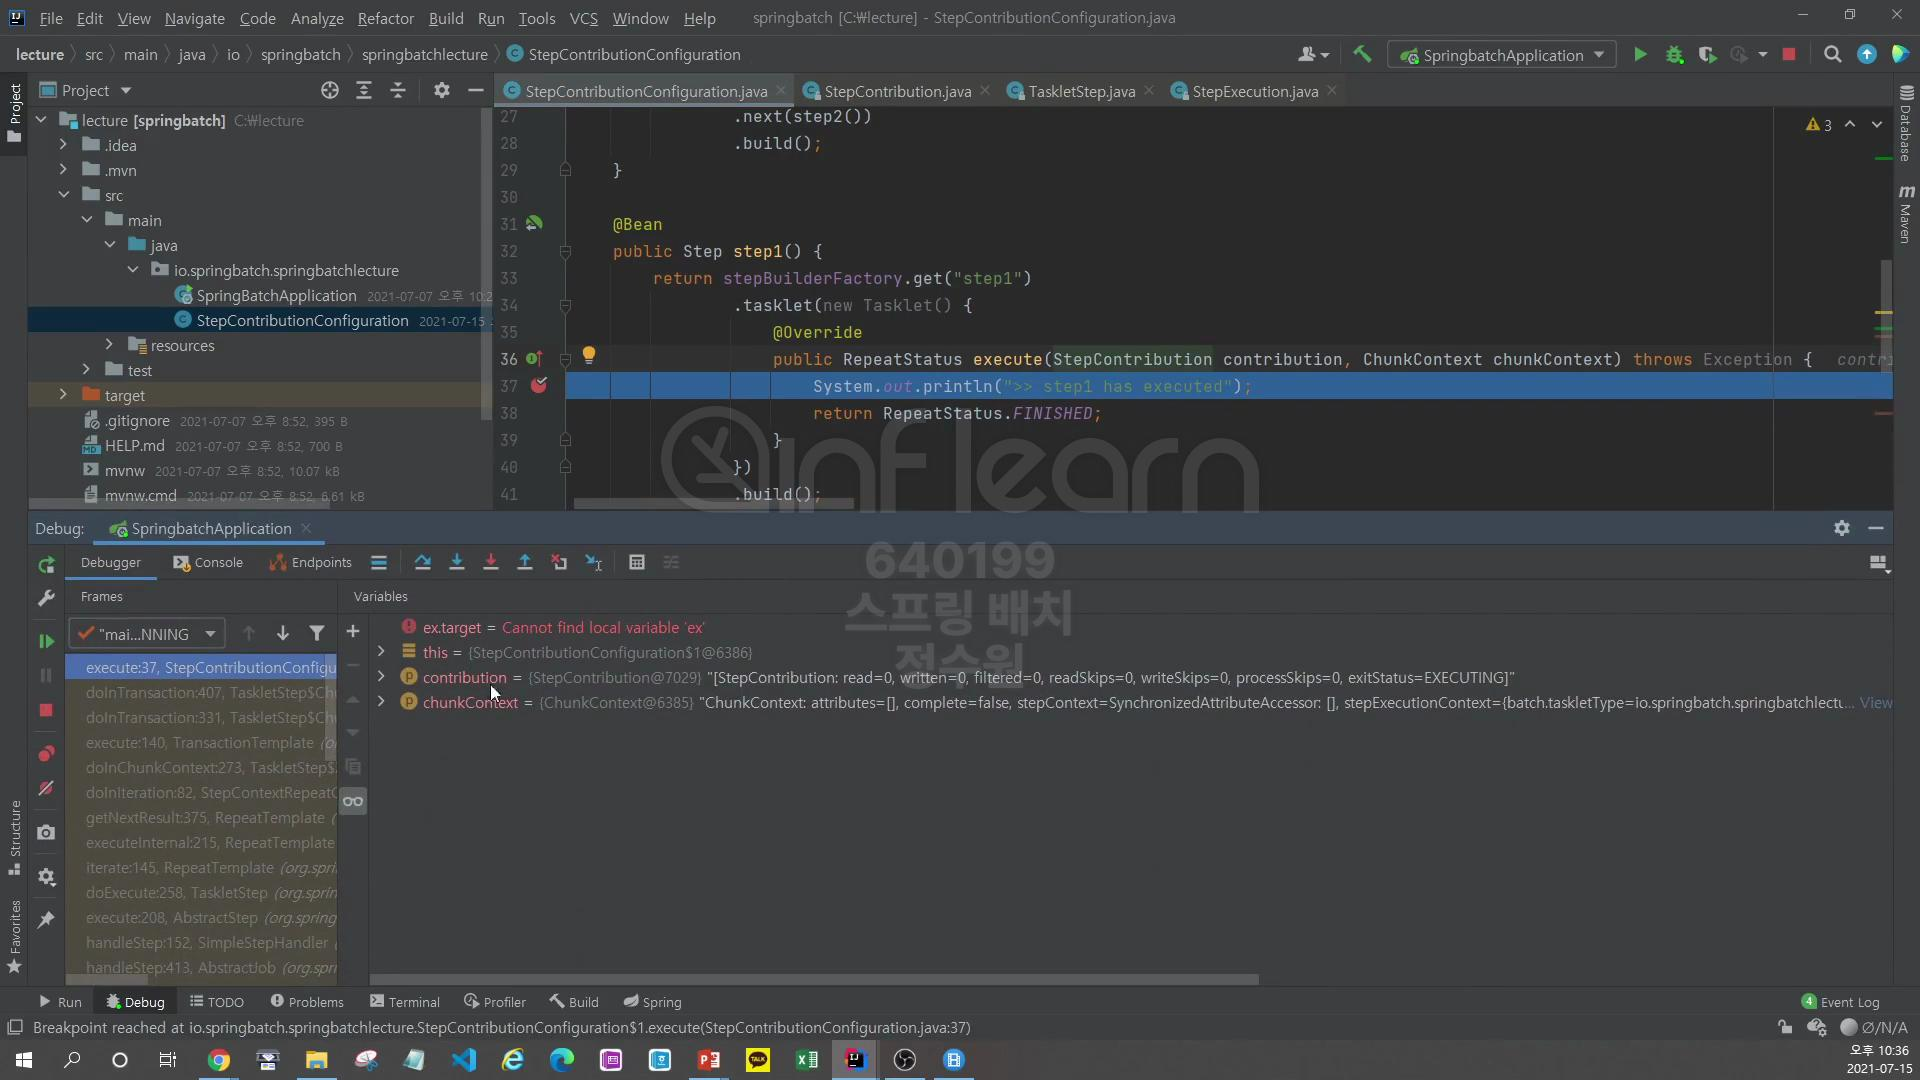 File Edit View Navigate Code Analyze Refactor Build Run Tools VCS Window Help springbatch [C:₩lecture] - StepContributionConfiguration.java
lecture src main java io springbatch springbatchlecture StepContributionConfiguration SpringbatchApplication
Project
StepContributionConfiguration.java StepContribution.java TaskletStep.java StepExecution.java
Project
Structure
Favorites
Database
Maven
lecture [springbatch] C:₩lecture
.idea
.mvn
src
main
java
io.springbatch.springbatchlecture
SpringBatchApplication 2021-07-07 오후 10:2
StepContributionConfiguration 2021-07-15
resources
test
target
.gitignore 2021-07-07 오후 8:52, 395 B
HELP.md 2021-07-07 오후 8:52, 700 B
mvnw 2021-07-07 오후 8:52, 10.07 kB
mvnw.cmd 2021-07-07 오후 8:52, 6.61 kB
3
27 .next(step2())
28 .build();
29 }
30
31 @Bean
32 public Step step1() {
33 return stepBuilderFactory.get("step1")
34 .tasklet(new Tasklet() {
35 @Override
36 public RepeatStatus execute(StepContribution contribution, ChunkContext chunkContext) throws Exception { contri
37 System.out.println(">> step1 has executed");
38 return RepeatStatus.FINISHED;
39 }
40 })
41 .build();
inflearn
640199
스프링 배치
정수원
Debug: SpringbatchApplication
Debugger Console Endpoints
Frames
Variables
"mai...NNING
execute:37, StepContributionConfigu
doInTransaction:407, TaskletStep$Ch
doInTransaction:331, TaskletStep$Ch
execute:140, TransactionTemplate (o
doInChunkContext:273, TaskletStep$
doInIteration:82, StepContextRepeatC
getNextResult:375, RepeatTemplate (
executeInternal:215, RepeatTemplate
iterate:145, RepeatTemplate (org.sprin
doExecute:258, TaskletStep (org.sprin
execute:208, AbstractStep (org.spring
handleStep:152, SimpleStepHandler (
handleStep:413, AbstractJob (org.spri
ex.target = Cannot find local variable 'ex'
this = {StepContributionConfiguration$1@6386}
contribution = {StepContribution@7029} "[StepContribution: read=0, written=0, filtered=0, readSkips=0, writeSkips=0, processSkips=0, exitStatus=EXECUTING]"
chunkContext = {ChunkContext@6385} "ChunkContext: attributes=[], complete=false, stepContext=SynchronizedAttributeAccessor: [], stepExecutionContext={batch.taskletType=io.springbatch.springbatchlectu... View
Run Debug TODO Problems Terminal Profiler Build Spring 4 Event Log
Breakpoint reached at io.springbatch.springbatchlecture.StepContributionConfiguration$1.execute(StepContributionConfiguration.java:37) Ø/N/A
TALK
오후 10:36
2021-07-15